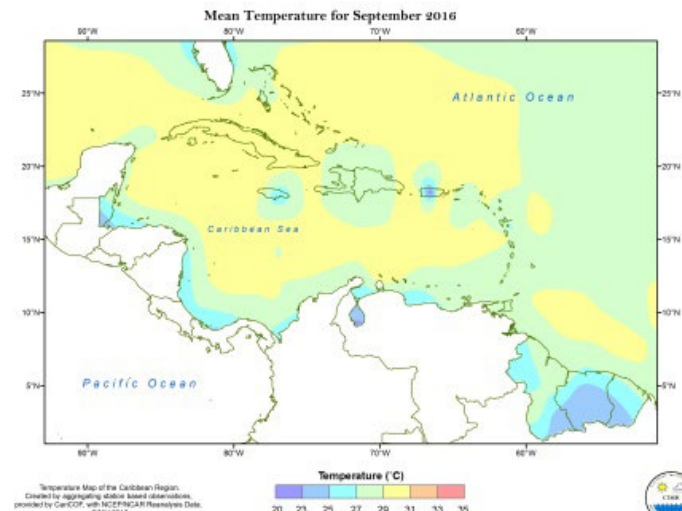 Mean Temperature for September 2016
90°W 80°W 70°W 60°W
25°N 25°N
Atlantic Ocean
20°N 20°N
Caribbean Sea
15°N 15°N
10°N 10°N
Pacific Ocean
5°N 5°N
90°W 80°W 70°W 60°W
Temperature Map of the Caribbean Region.
Created by aggregating station based observations,
provided by CariCOF, with NCEP/NCAR Reanalysis Data.
Temperature (°C)
20 23 25 27 29 31 33 35
CIMH